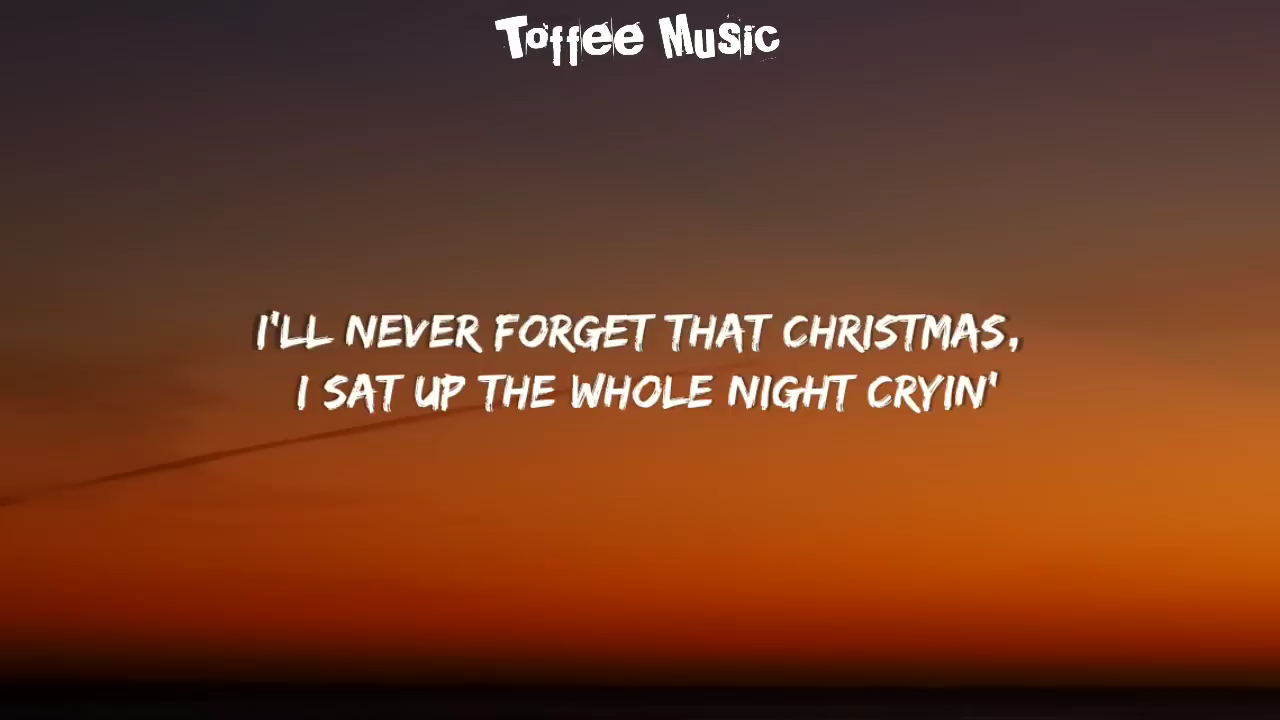 Toffee Music
I'LL NEVER FORGET THAT CHRISTMAS,
I SAT UP THE WHOLE NIGHT CRYIN'